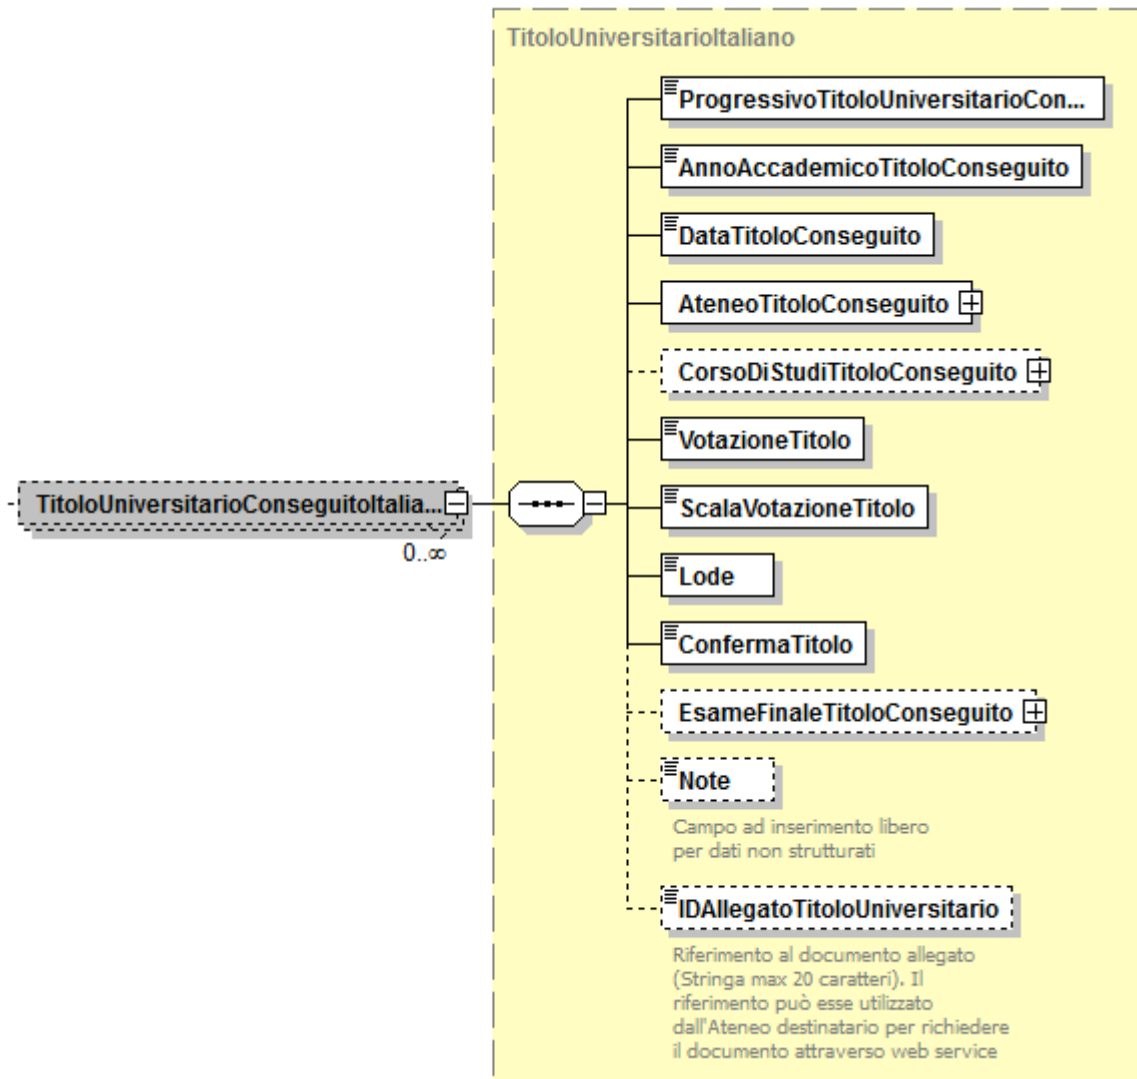 TitoloUniversitarioItaliano
ProgressivoTitoloUniversitarioCon...
AnnoAccademicoTitoloConseguito
DataTitoloConseguito
AteneoTitoloConseguito
CorsoDiStudiTitoloConseguito
VotazioneTitolo
TitoloUniversitarioConseguitoItalia...
0..∞
ScalaVotazioneTitolo
Lode
ConfermaTitolo
EsameFinaleTitoloConseguito
Note
Campo ad inserimento libero
per dati non strutturati
IDAllegatoTitoloUniversitario
Riferimento al documento allegato
(Stringa max 20 caratteri). Il
riferimento può esse utilizzato
dall'Ateneo destinatario per richiedere
il documento attraverso web service